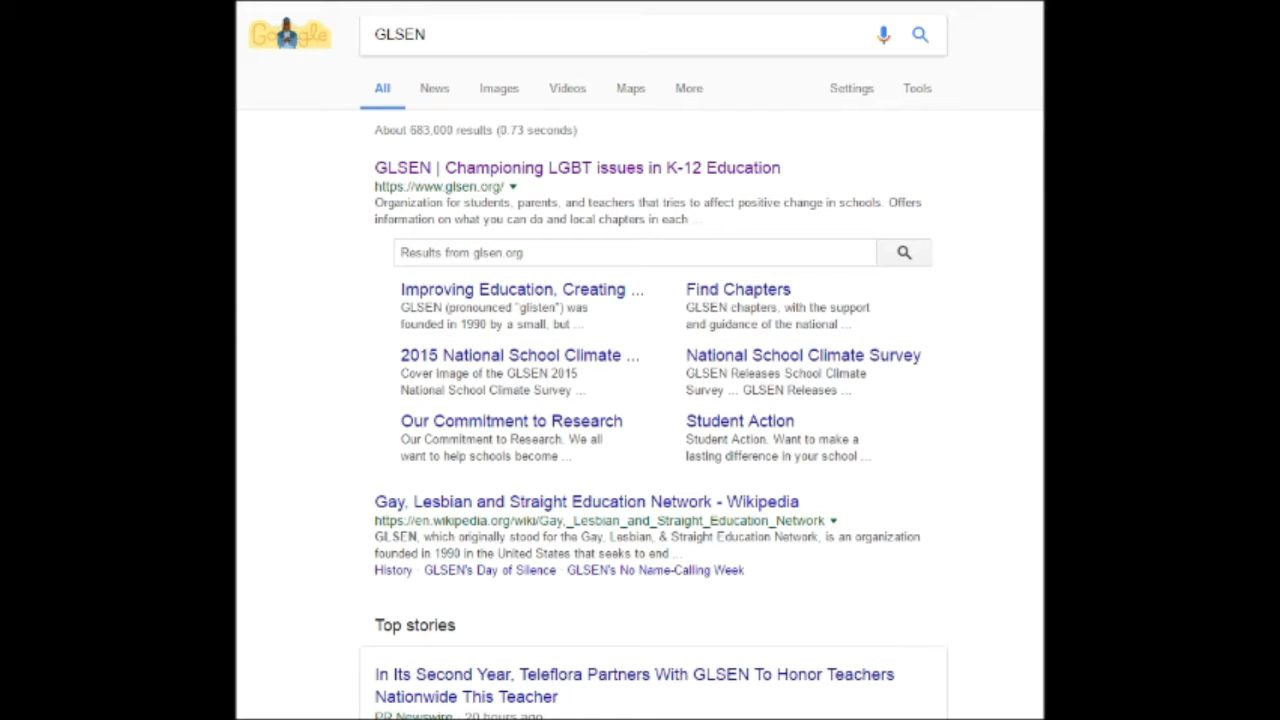 Google
GLSEN
All News Images Videos Maps More Settings Tools
About 683,000 results (0.73 seconds)
GLSEN | Championing LGBT issues in K-12 Education
https://www.glsen.org/
Organization for students, parents, and teachers that tries to affect positive change in schools. Offers
information on what you can do and local chapters in each ...
Results from glsen.org
Improving Education, Creating ...
GLSEN (pronounced "glisten") was
founded in 1990 by a small, but ...
Find Chapters
GLSEN chapters, with the support
and guidance of the national ...
2015 National School Climate ...
Cover Image of the GLSEN 2015
National School Climate Survey ...
National School Climate Survey
GLSEN Releases School Climate
Survey ... GLSEN Releases ...
Our Commitment to Research
Our Commitment to Research. We all
want to help schools become ...
Student Action
Student Action. Want to make a
lasting difference in your school ...
Gay, Lesbian and Straight Education Network - Wikipedia
https://en.wikipedia.org/wiki/Gay,_Lesbian_and_Straight_Education_Network
GLSEN, which originally stood for the Gay, Lesbian, & Straight Education Network, is an organization
founded in 1990 in the United States that seeks to end ...
History · GLSEN's Day of Silence · GLSEN's No Name-Calling Week
Top stories
In Its Second Year, Teleflora Partners With GLSEN To Honor Teachers
Nationwide This Teacher
PR Newswire · 20 hours ago